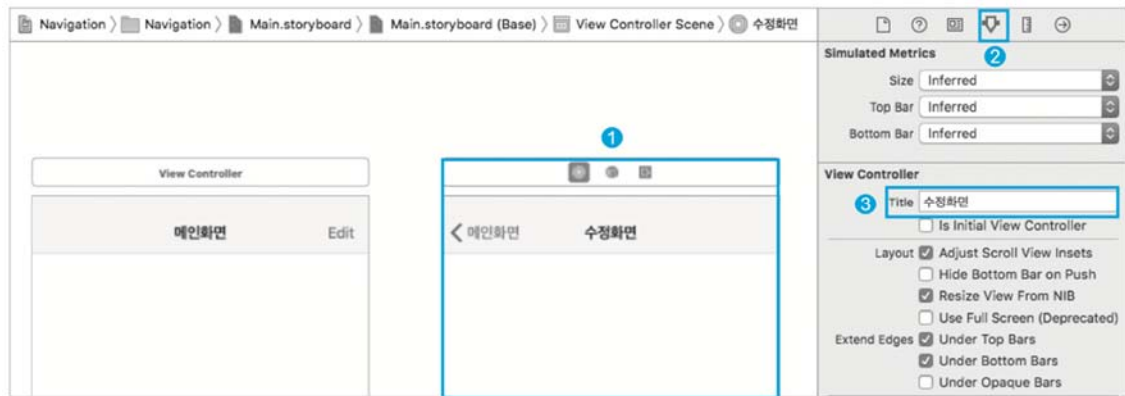 Navigation 〉 Navigation 〉 Main.storyboard 〉 Main.storyboard (Base) 〉 View Controller Scene 〉 수정화면
2
Simulated Metrics
Size Inferred
Top Bar Inferred
Bottom Bar Inferred
1
View Controller
메인화면 Edit
메인화면 수정화면
View Controller
3
Title 수정화면
Is Initial View Controller
Layout Adjust Scroll View Insets
Hide Bottom Bar on Push
Resize View From NIB
Use Full Screen (Deprecated)
Extend Edges Under Top Bars
Under Bottom Bars
Under Opaque Bars